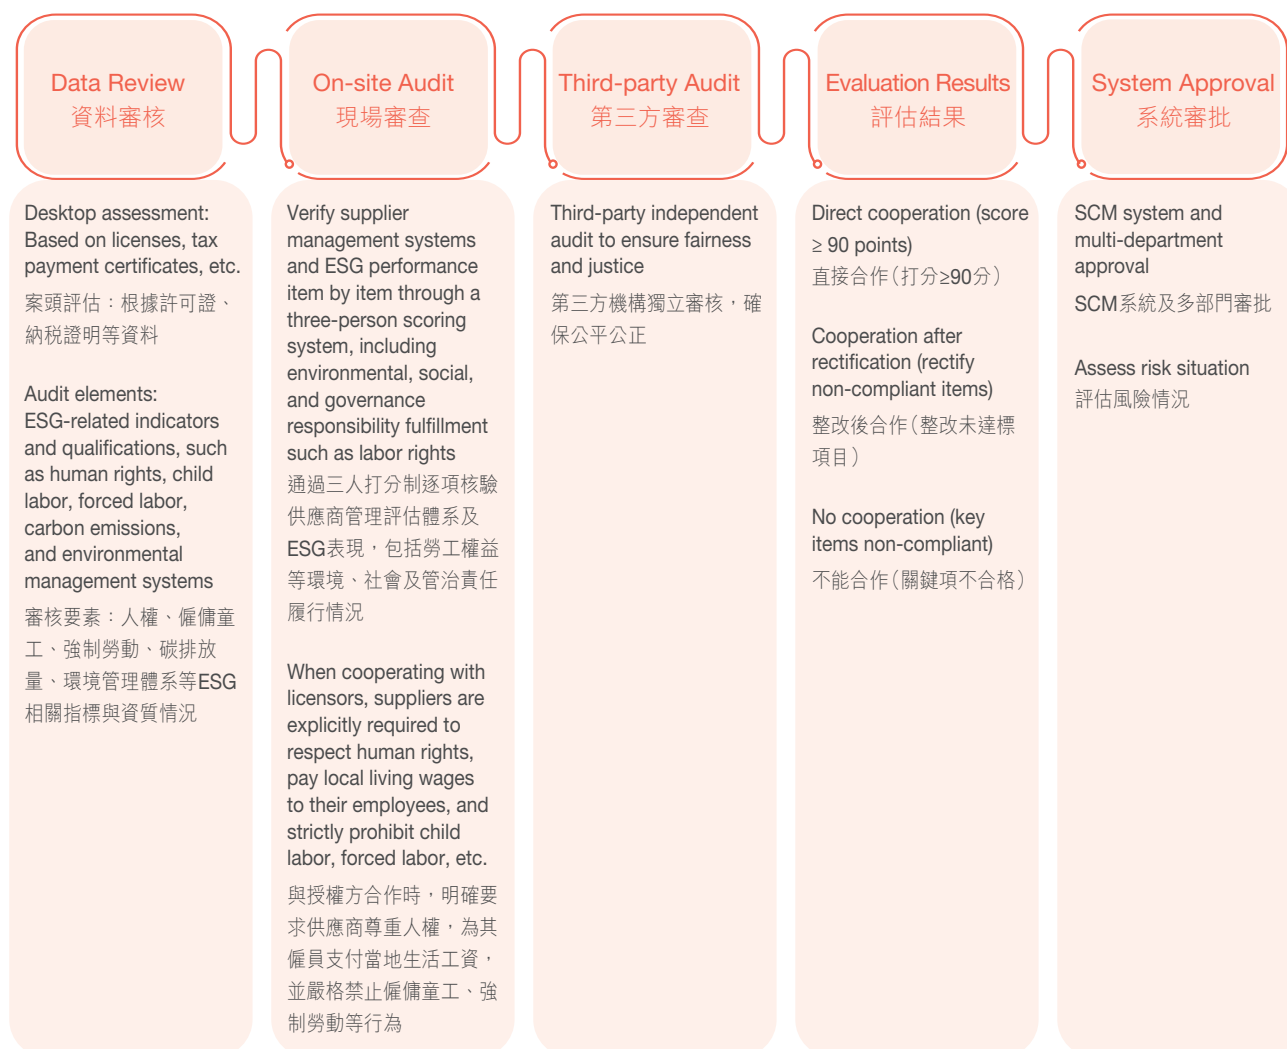 Data Review
資料審核
Desktop assessment:
Based on licenses, tax
payment certificates, etc.
案頭評估：根據許可證、
納税證明等資料
Audit elements:
ESG-related indicators
and qualifications, such
as human rights, child
labor, forced labor,
carbon emissions,
and environmental
management systems
審核要素：人權、僱傭童
工、強制勞動、碳排放
量、環境管理體系等ESG
相關指標與資質情況
On-site Audit
現場審查
Verify supplier
management systems
and ESG performance
item by item through a
three-person scoring
system, including
environmental, social,
and governance
responsibility fulfillment
such as labor rights
通過三人打分制逐項核驗
供應商管理評估體系及
ESG表現，包括勞工權益
等環境、社會及管治責任
履行情況
When cooperating with
licensors, suppliers are
explicitly required to
respect human rights,
pay local living wages
to their employees, and
strictly prohibit child
labor, forced labor, etc.
與授權方合作時，明確要
求供應商尊重人權，為其
僱員支付當地生活工資，
並嚴格禁止僱傭童工、強
制勞動等行為
Third-party Audit
第三方審查
Third-party independent
audit to ensure fairness
and justice
第三方機構獨立審核，確
保公平公正
Evaluation Results
評估結果
Direct cooperation (score
≥ 90 points)
直接合作（打分≥90分）
Cooperation after
rectification (rectify
non-compliant items)
整改後合作（整改未達標
項目）
No cooperation (key
items non-compliant)
不能合作（關鍵項不合格）
System Approval
系統審批
SCM system and
multi-department
approval
SCM系統及多部門審批
Assess risk situation
評估風險情況